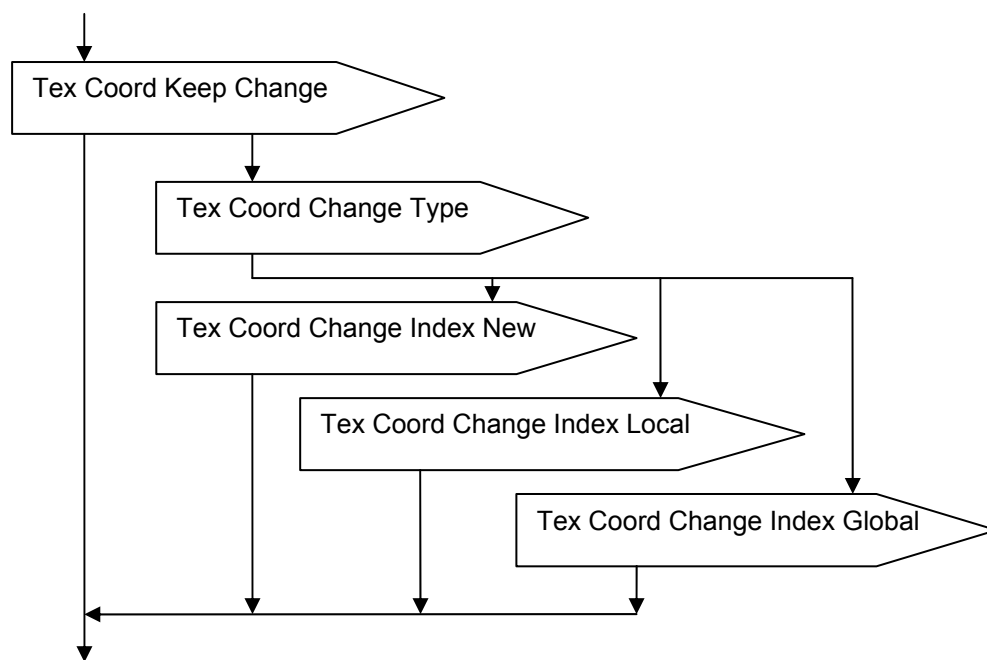 Tex Coord Keep Change
Tex Coord Change Type
Tex Coord Change Index New
Tex Coord Change Index Local
Tex Coord Change Index Global